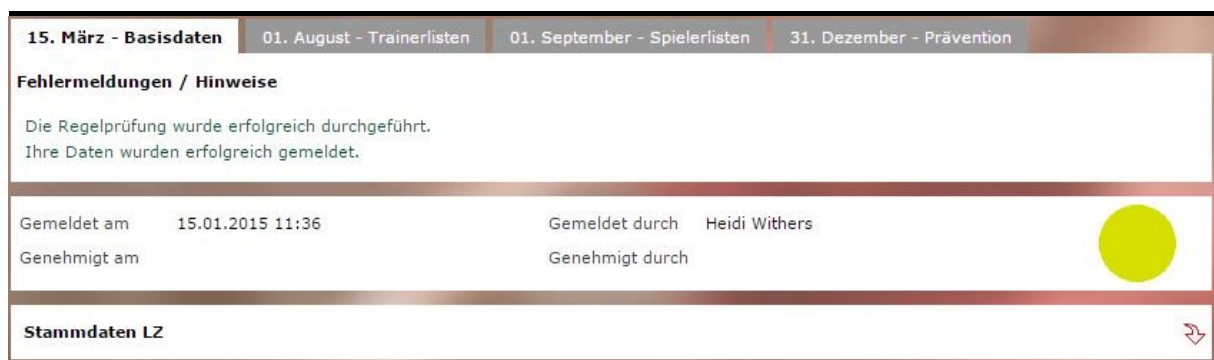 15. März - Basisdaten 01. August - Trainerlisten 01. September - Spielerlisten 31. Dezember - Prävention
Fehlermeldungen / Hinweise
Die Regelprüfung wurde erfolgreich durchgeführt.
Ihre Daten wurden erfolgreich gemeldet.
Gemeldet am 15.01.2015 11:36 Gemeldet durch Heidi Withers
Genehmigt am Genehmigt durch
Stammdaten LZ